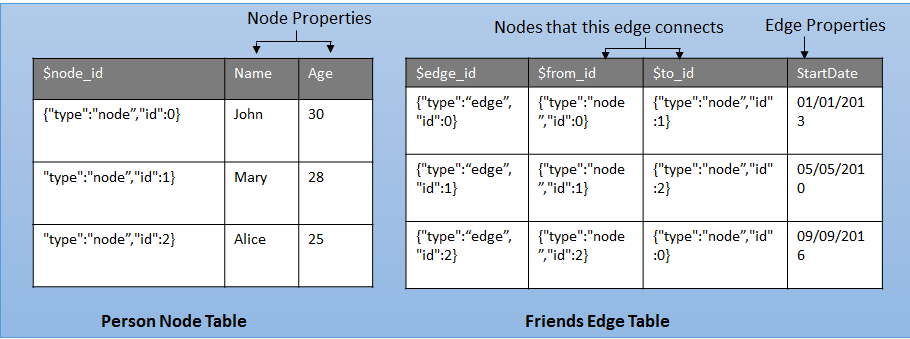 Node Properties
Nodes that this edge connects
Edge Properties
$node_id Name Age
{"type":"node”,"id":0} John 30
"type":"node”,"id":1} Mary 28
"type":"node”,"id":2} Alice 25
Person Node Table
$edge_id $from_id $to_id StartDate
{"type":“edge”, {"type":"node {"type":"node”,"id" 01/01/201
"id":0} ”,"id":0} :1} 3
{"type":“edge”, {"type":"node {"type":"node”,"id" 05/05/201
"id":1} ”,"id":1} :2} 0
{"type":“edge”, {"type":"node {"type":"node”,"id" 09/09/201
"id":2} ”,"id":2} :0} 6
Friends Edge Table